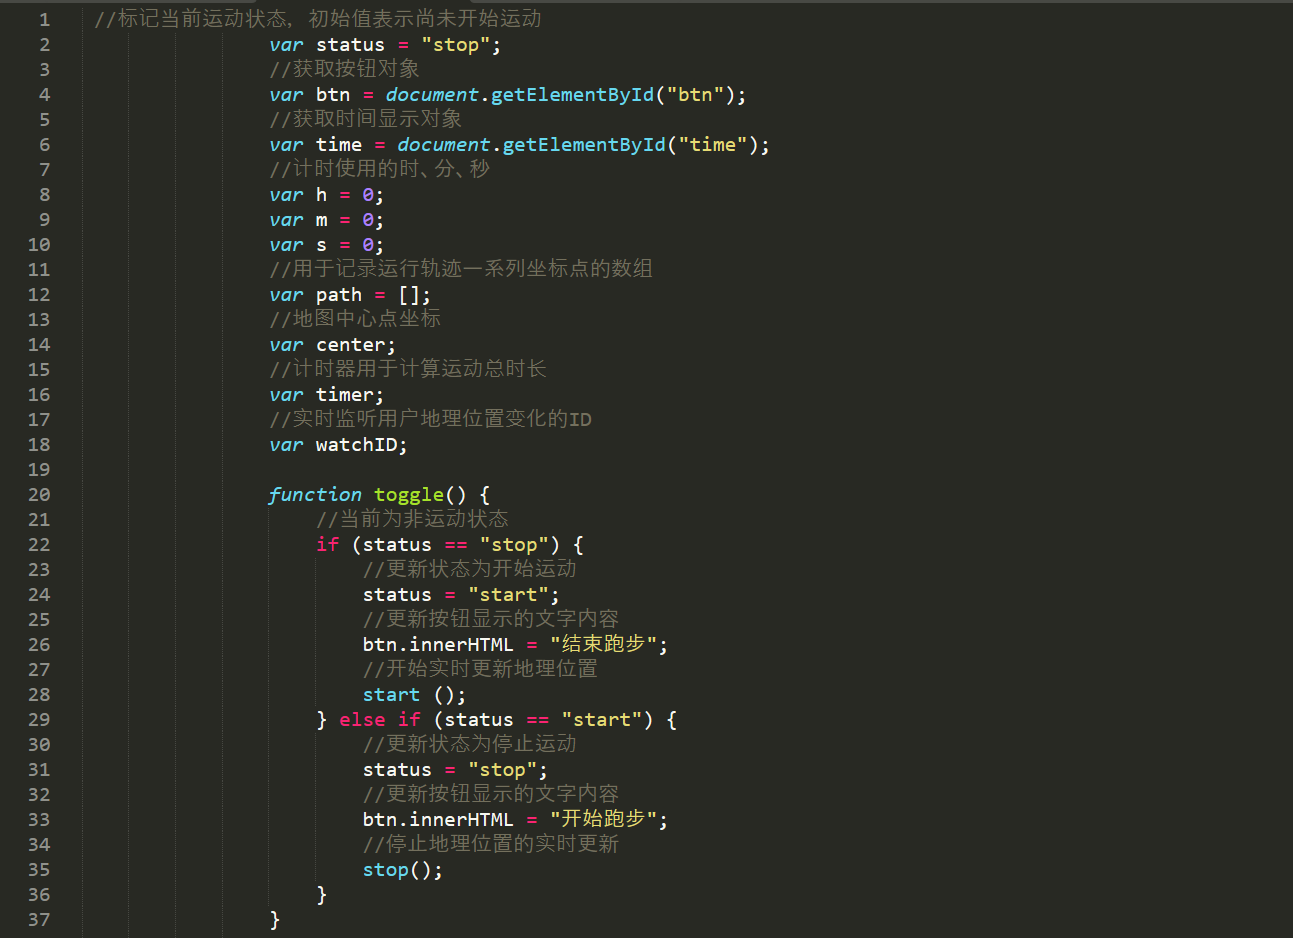 1 //标记当前运动状态, 初始值表示尚未开始运动
2 var status = "stop";
3 //获取按钮对象
4 var btn = document.getElementById("btn");
5 //获取时间显示对象
6 var time = document.getElementById("time");
7 //计时使用的时、分、秒
8 var h = 0;
9 var m = 0;
10 var s = 0;
11 //用于记录运行轨迹一系列坐标点的数组
12 var path = [];
13 //地图中心点坐标
14 var center;
15 //计时器用于计算运动总时长
16 var timer;
17 //实时监听用户地理位置变化的ID
18 var watchID;
19
20 function toggle() {
21 //当前为非运动状态
22 if (status == "stop") {
23 //更新状态为开始运动
24 status = "start";
25 //更新按钮显示的文字内容
26 btn.innerHTML = "结束跑步";
27 //开始实时更新地理位置
28 start ();
29 } else if (status == "start") {
30 //更新状态为停止运动
31 status = "stop";
32 //更新按钮显示的文字内容
33 btn.innerHTML = "开始跑步";
34 //停止地理位置的实时更新
35 stop();
36 }
37 }